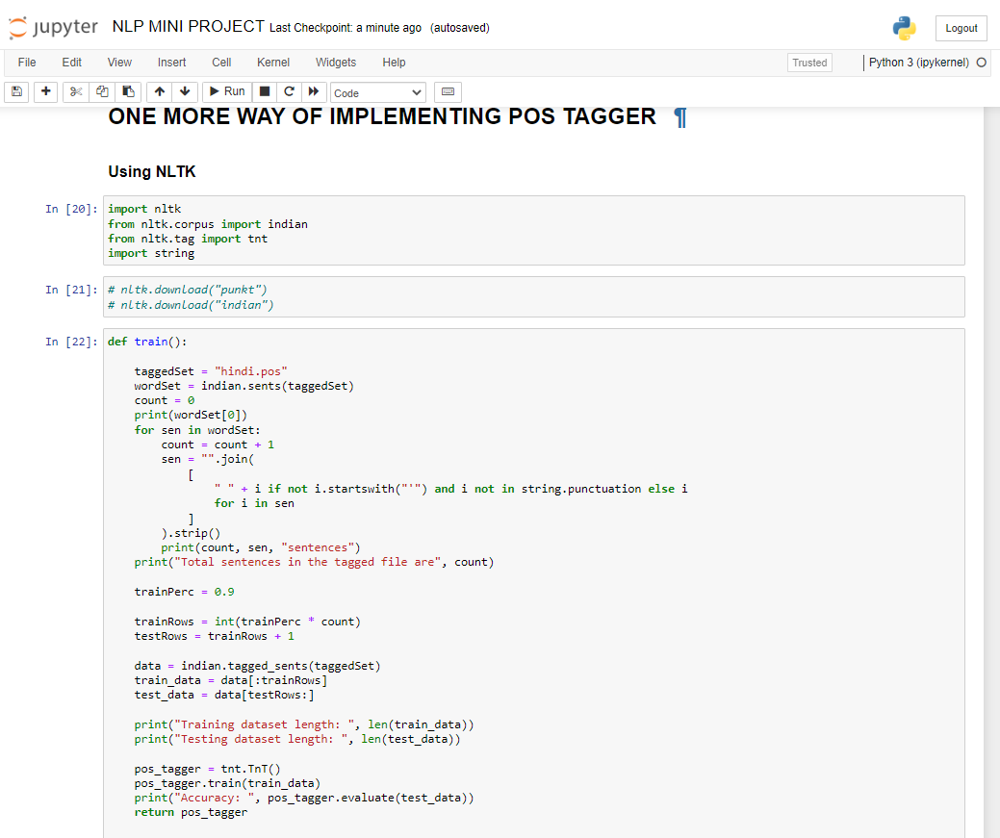 jupyter NLP MINI PROJECT Last Checkpoint: a minute ago (autosaved) Logout
File Edit View Insert Cell Kernel Widgets Help Trusted Python 3 (ipykernel)
Run Code
ONE MORE WAY OF IMPLEMENTING POS TAGGER ¶
Using NLTK
In [20]: import nltk
from nltk.corpus import indian
from nltk.tag import tnt
import string
In [21]: # nltk.download("punkt")
# nltk.download("indian")
In [22]: def train():
    taggedSet = "hindi.pos"
    wordSet = indian.sents(taggedSet)
    count = 0
    print(wordSet[0])
    for sen in wordSet:
        count = count + 1
        sen = "".join(
            [
                " " + i if not i.startswith("'") and i not in string.punctuation else i
                for i in sen
            ]
        ).strip()
        print(count, sen, "sentences")
    print("Total sentences in the tagged file are", count)
    trainPerc = 0.9
    trainRows = int(trainPerc * count)
    testRows = trainRows + 1
    data = indian.tagged_sents(taggedSet)
    train_data = data[:trainRows]
    test_data = data[testRows:]
    print("Training dataset length: ", len(train_data))
    print("Testing dataset length: ", len(test_data))
    pos_tagger = tnt.TnT()
    pos_tagger.train(train_data)
    print("Accuracy: ", pos_tagger.evaluate(test_data))
    return pos_tagger